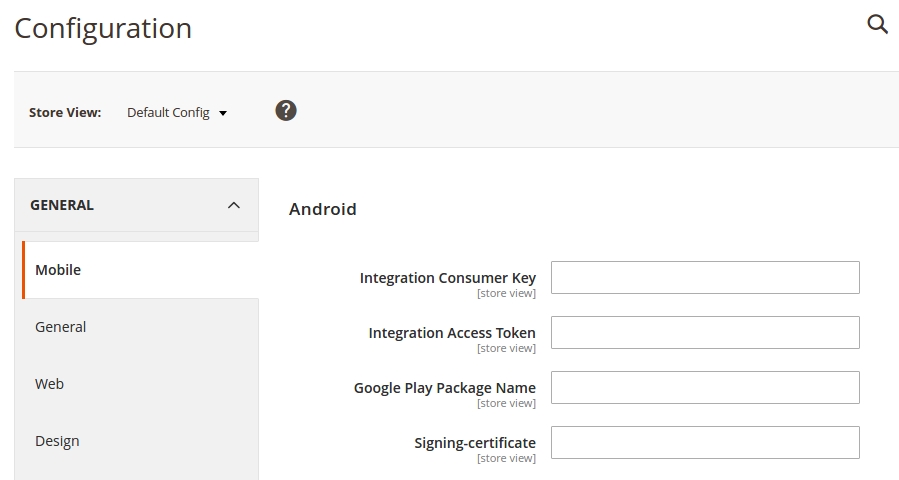 Configuration
Store View: Default Config ?
GENERAL
Mobile
General
Web
Design
Android
Integration Consumer Key
[store view]
Integration Access Token
[store view]
Google Play Package Name
[store view]
Signing-certificate
[store view]